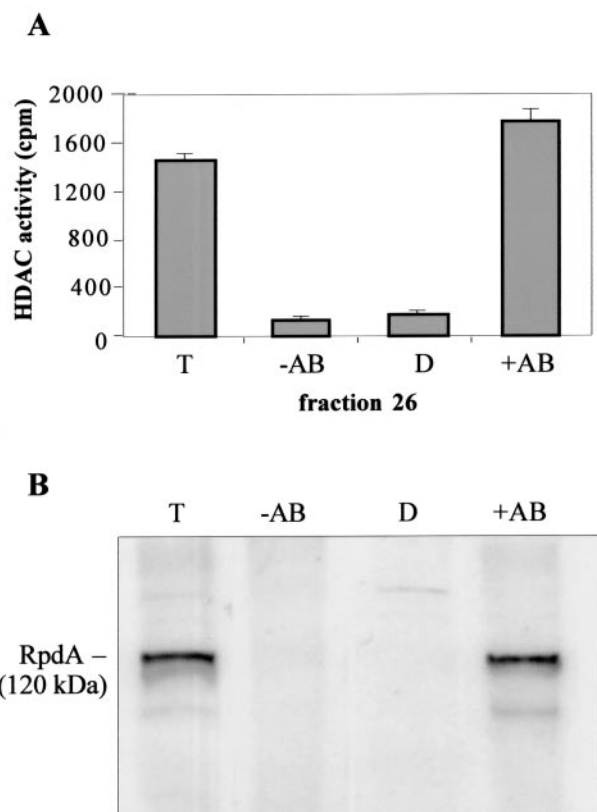 A
HDAC activity (cpm)
2000
1600
1200
800
400
0
T -AB D +AB
fraction 26
B
T -AB D +AB
RpdA –
(120 kDa)